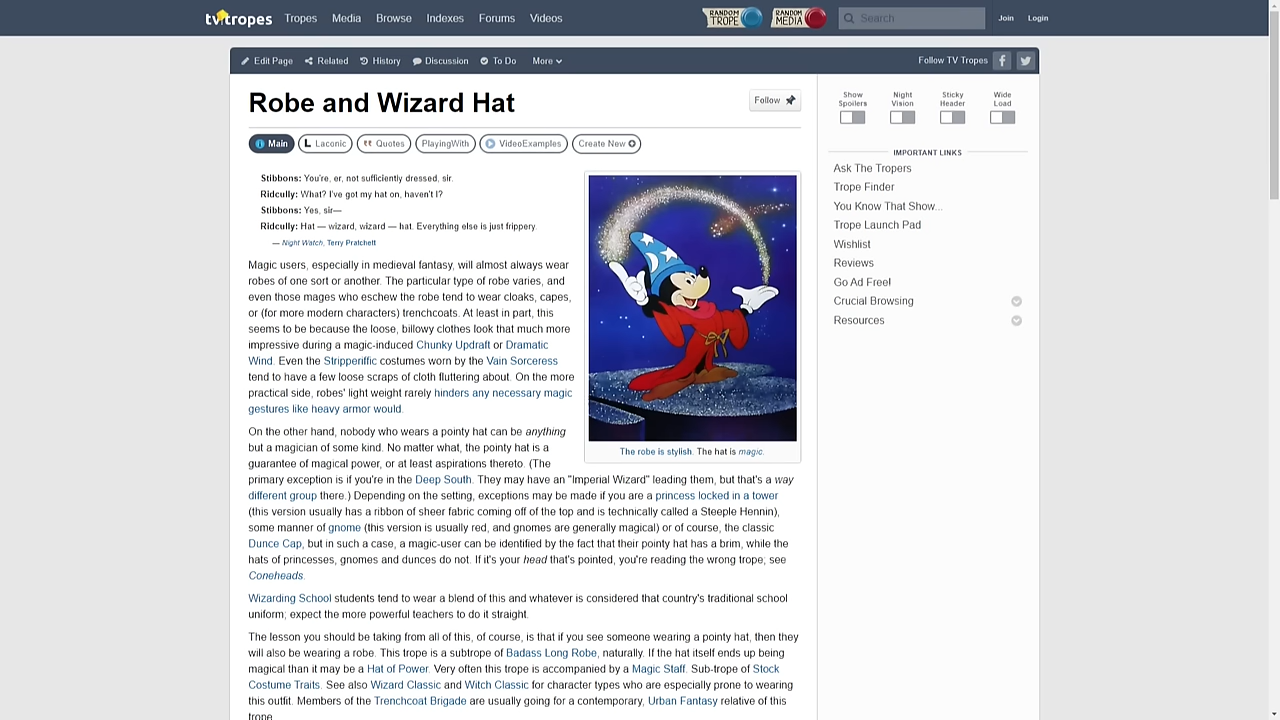 tvtropes Tropes Media Browse Indexes Forums Videos RANDOM TROPE RANDOM MEDIA Search Join Login
Edit Page Related History Discussion To Do More Follow TV Tropes
Robe and Wizard Hat
Follow
Main Laconic Quotes PlayingWith VideoExamples Create New
Stibbons: You're, er, not sufficiently dressed, sir.
Ridcully: What? I've got my hat on, haven't I?
Stibbons: Yes, sir—
Ridcully: Hat — wizard, wizard — hat. Everything else is just frippery.
— Night Watch, Terry Pratchett
Magic users, especially in medieval fantasy, will almost always wear
robes of one sort or another. The particular type of robe varies, and
even those mages who eschew the robe tend to wear cloaks, capes,
or (for more modern characters) trenchcoats. At least in part, this
seems to be because the loose, billowy clothes look that much more
impressive during a magic-induced Chunky Updraft or Dramatic
Wind. Even the Stripperiffic costumes worn by the Vain Sorceress
tend to have a few loose scraps of cloth fluttering about. On the more
practical side, robes' light weight rarely hinders any necessary magic
gestures like heavy armor would.
The robe is stylish. The hat is magic.
On the other hand, nobody who wears a pointy hat can be anything
but a magician of some kind. No matter what, the pointy hat is a
guarantee of magical power, or at least aspirations thereto. (The
primary exception is if you're in the Deep South. They may have an "Imperial Wizard" leading them, but that's a way
different group there.) Depending on the setting, exceptions may be made if you are a princess locked in a tower
(this version usually has a ribbon of sheer fabric coming off of the top and is technically called a Steeple Hennin),
some manner of gnome (this version is usually red, and gnomes are generally magical) or of course, the classic
Dunce Cap, but in such a case, a magic-user can be identified by the fact that their pointy hat has a brim, while the
hats of princesses, gnomes and dunces do not. If it's your head that's pointed, you're reading the wrong trope; see
Coneheads.
Wizarding School students tend to wear a blend of this and whatever is considered that country's traditional school
uniform; expect the more powerful teachers to do it straight.
The lesson you should be taking from all of this, of course, is that if you see someone wearing a pointy hat, then they
will also be wearing a robe. This trope is a subtrope of Badass Long Robe, naturally. If the hat itself ends up being
magical than it may be a Hat of Power. Very often this trope is accompanied by a Magic Staff. Sub-trope of Stock
Costume Traits. See also Wizard Classic and Witch Classic for character types who are especially prone to wearing
this outfit. Members of the Trenchcoat Brigade are usually going for a contemporary, Urban Fantasy relative of this
trope.
Show Spoilers Night Vision Sticky Header Wide Load
IMPORTANT LINKS
Ask The Tropers
Trope Finder
You Know That Show...
Trope Launch Pad
Wishlist
Reviews
Go Ad Free!
Crucial Browsing
Resources